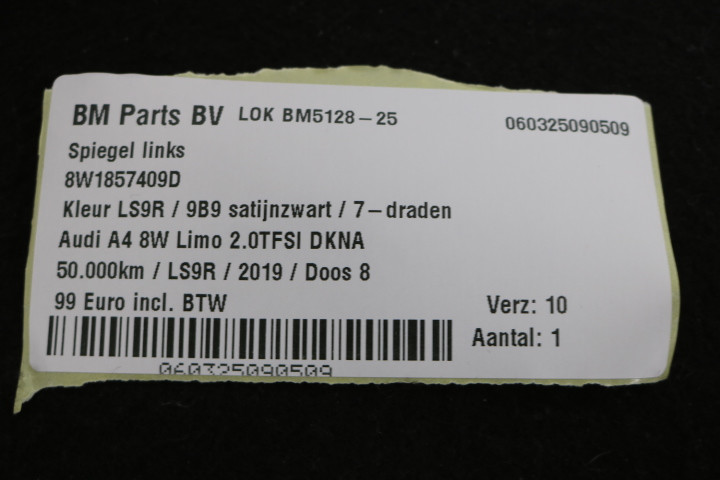 BM Parts BV LOK BM5128-25 060325090509
Spiegel links
8W1857409D
Kleur LS9R / 9B9 satijnzwart / 7-draden
Audi A4 8W Limo 2.0TFSI DKNA
50.000km / LS9R / 2019 / Doos 8
99 Euro incl. BTW Verz: 10
Aantal: 1
060325090509